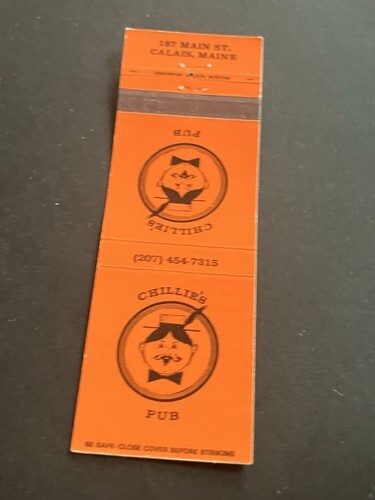 187 MAIN ST.
CALAIS, MAINE
PUB
CHILLIE'S
(207) 454-7315
CHILLIE'S
PUB
BE SAFE-CLOSE COVER BEFORE STRIKING